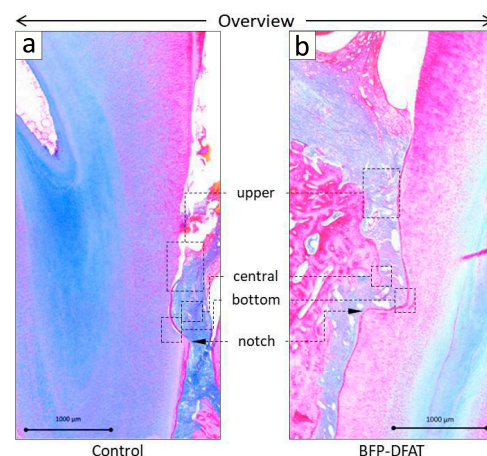 Overview
a
b
upper
central
bottom
notch
1000 µm
1000 µm
Control
BFP-DFAT